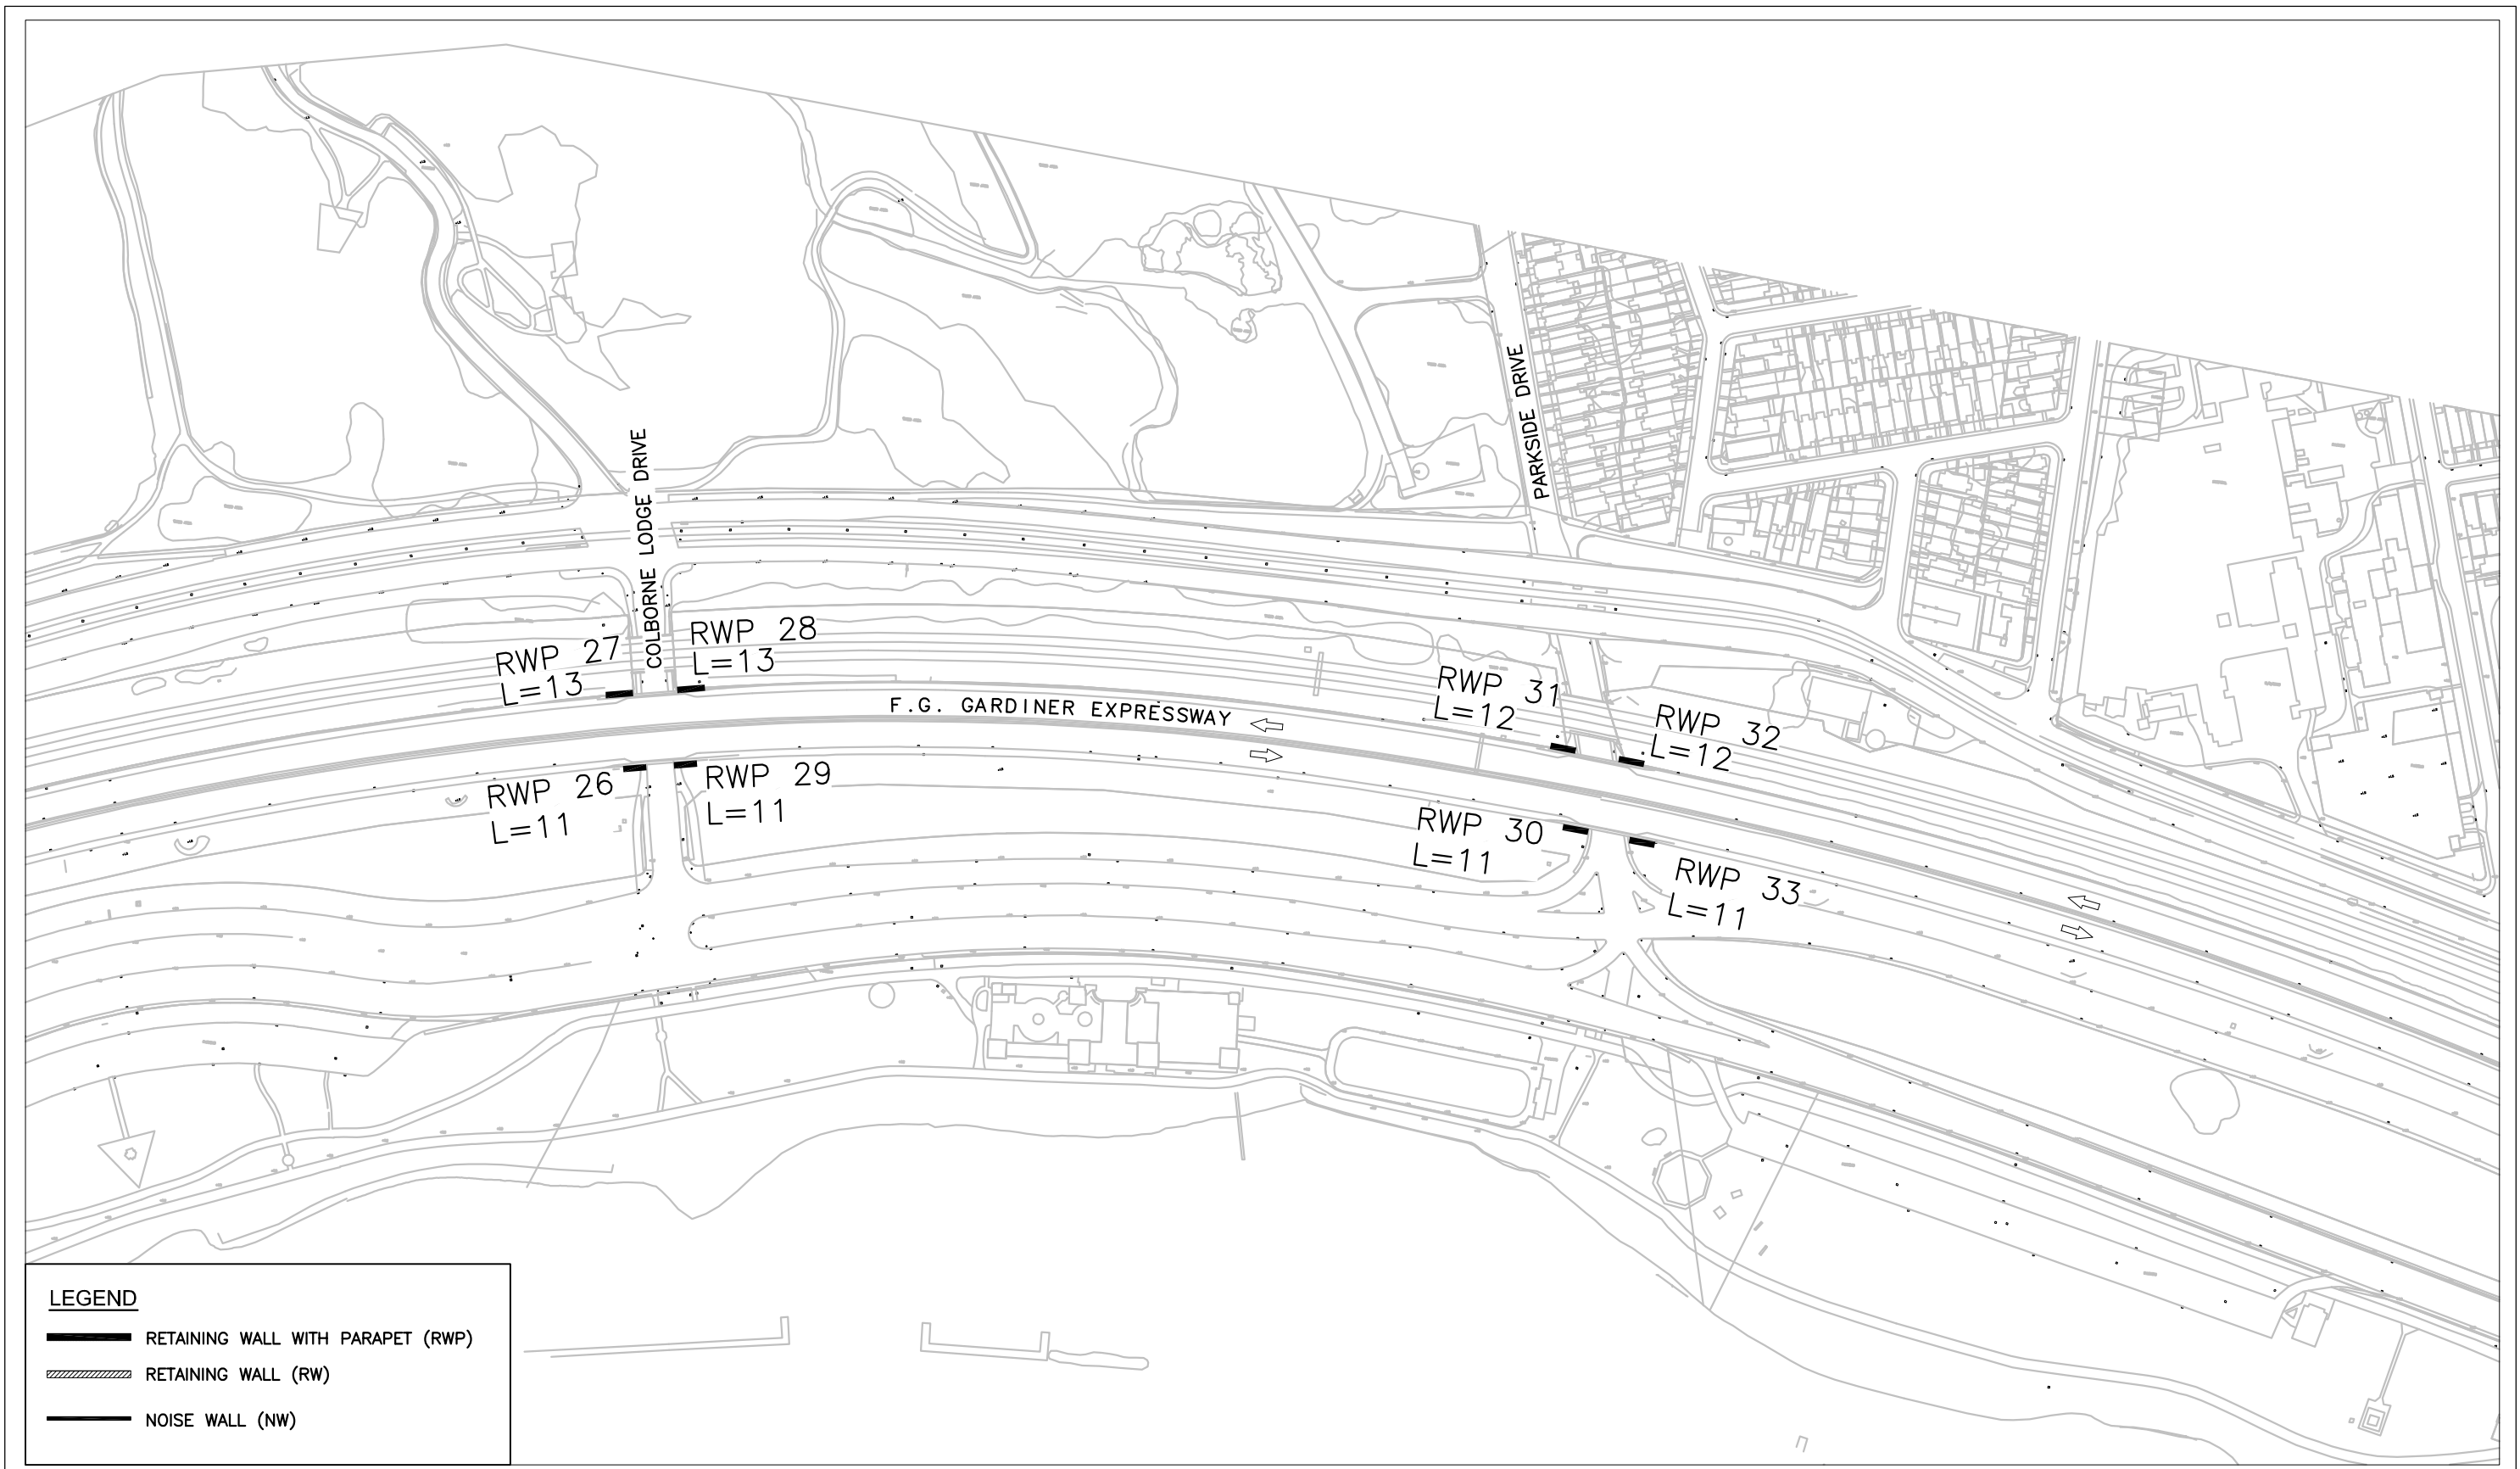 PARKSIDE DRIVE
COLBORNE LODGE DRIVE
RWP 27
L=13
RWP 28
L=13
F.G. GARDINER EXPRESSWAY
RWP 31
L=12
RWP 32
L=12
RWP 26
L=11
RWP 29
L=11
RWP 30
L=11
RWP 33
L=11
LEGEND
RETAINING WALL WITH PARAPET (RWP)
RETAINING WALL (RW)
NOISE WALL (NW)